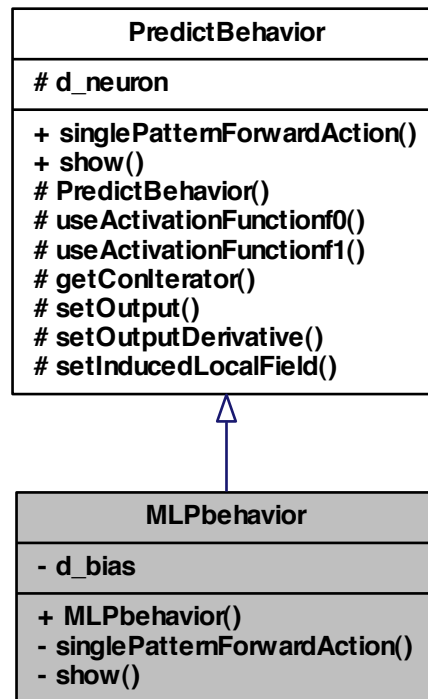 PredictBehavior
# d_neuron
+ singlePatternForwardAction()
+ show()
# PredictBehavior()
# useActivationFunctionf0()
# useActivationFunctionf1()
# getConIterator()
# setOutput()
# setOutputDerivative()
# setInducedLocalField()
MLPbehavior
- d_bias
+ MLPbehavior()
- singlePatternForwardAction()
- show()